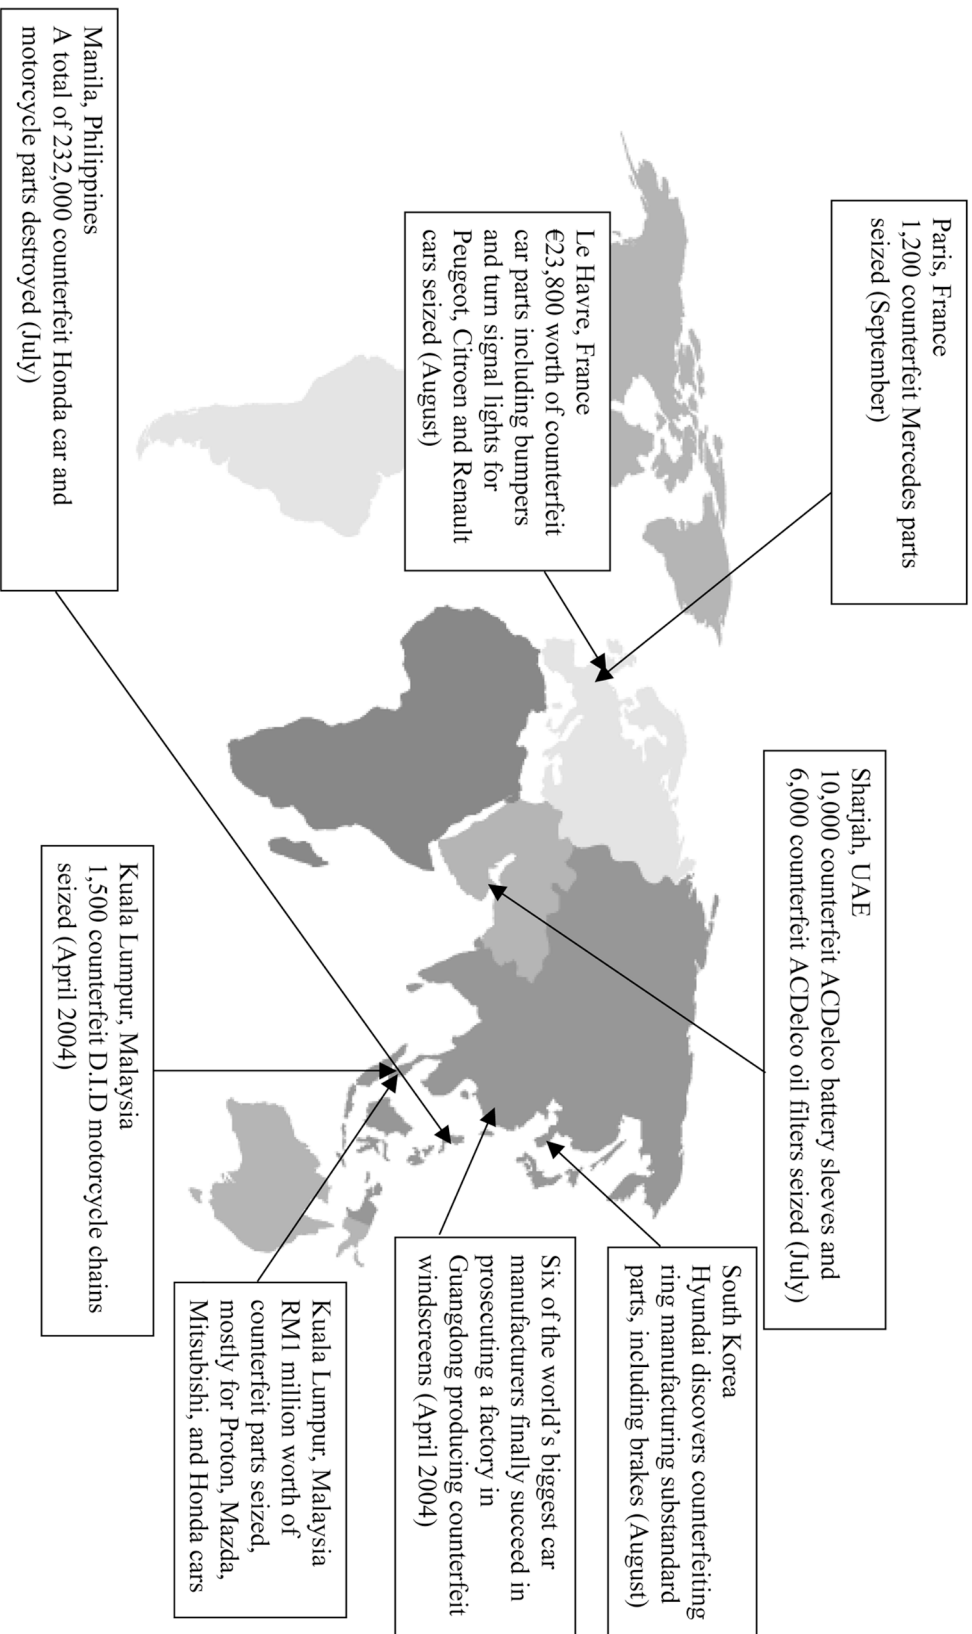 Paris, France
1,200 counterfeit Mercedes parts
seized (September)
Sharjah, UAE
10,000 counterfeit ACDelco battery sleeves and
6,000 counterfeit ACDelco oil filters seized (July)
Le Havre, France
€23,800 worth of counterfeit
car parts including bumpers
and turn signal lights for
Peugeot, Citroen and Renault
cars seized (August)
South Korea
Hyundai discovers counterfeiting
ring manufacturing substandard
parts, including brakes (August)
Six of the world’s biggest car
manufacturers finally succeed in
prosecuting a factory in
Guangdong producing counterfeit
windscreens (April 2004)
Kuala Lumpur, Malaysia
RM1 million worth of
counterfeit parts seized,
mostly for Proton, Mazda,
Mitsubishi, and Honda cars
Manila, Philippines
A total of 232,000 counterfeit Honda car and
motorcycle parts destroyed (July)
Kuala Lumpur, Malaysia
1,500 counterfeit D.I.D motorcycle chains
seized (April 2004)